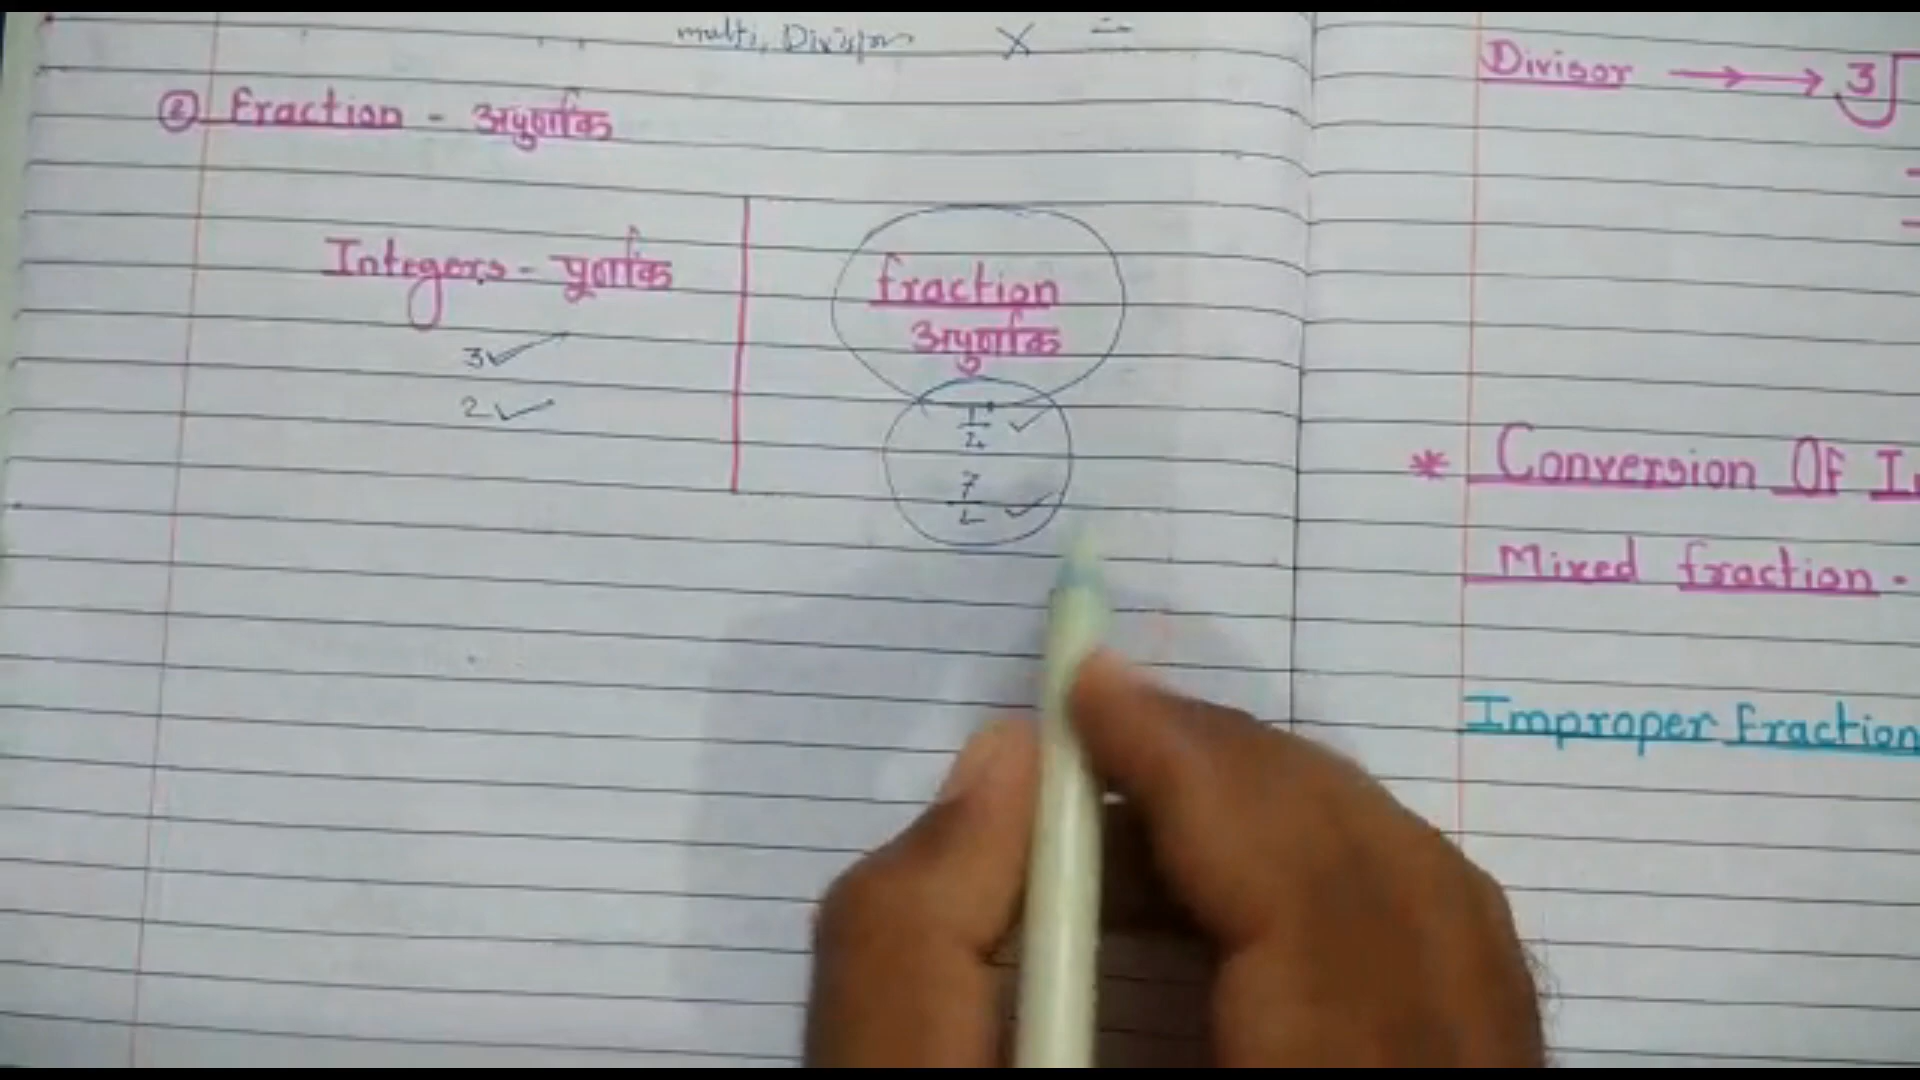 multi, Division × ÷
② Fraction - अपुर्णांक
Integers - पूर्णांक
3 ✓
2 ✓
fraction
अपुर्णांक
1/2 ✓
7/2 ✓
Divisor →→ 3
* Conversion Of I
Mixed fraction -
Improper fraction